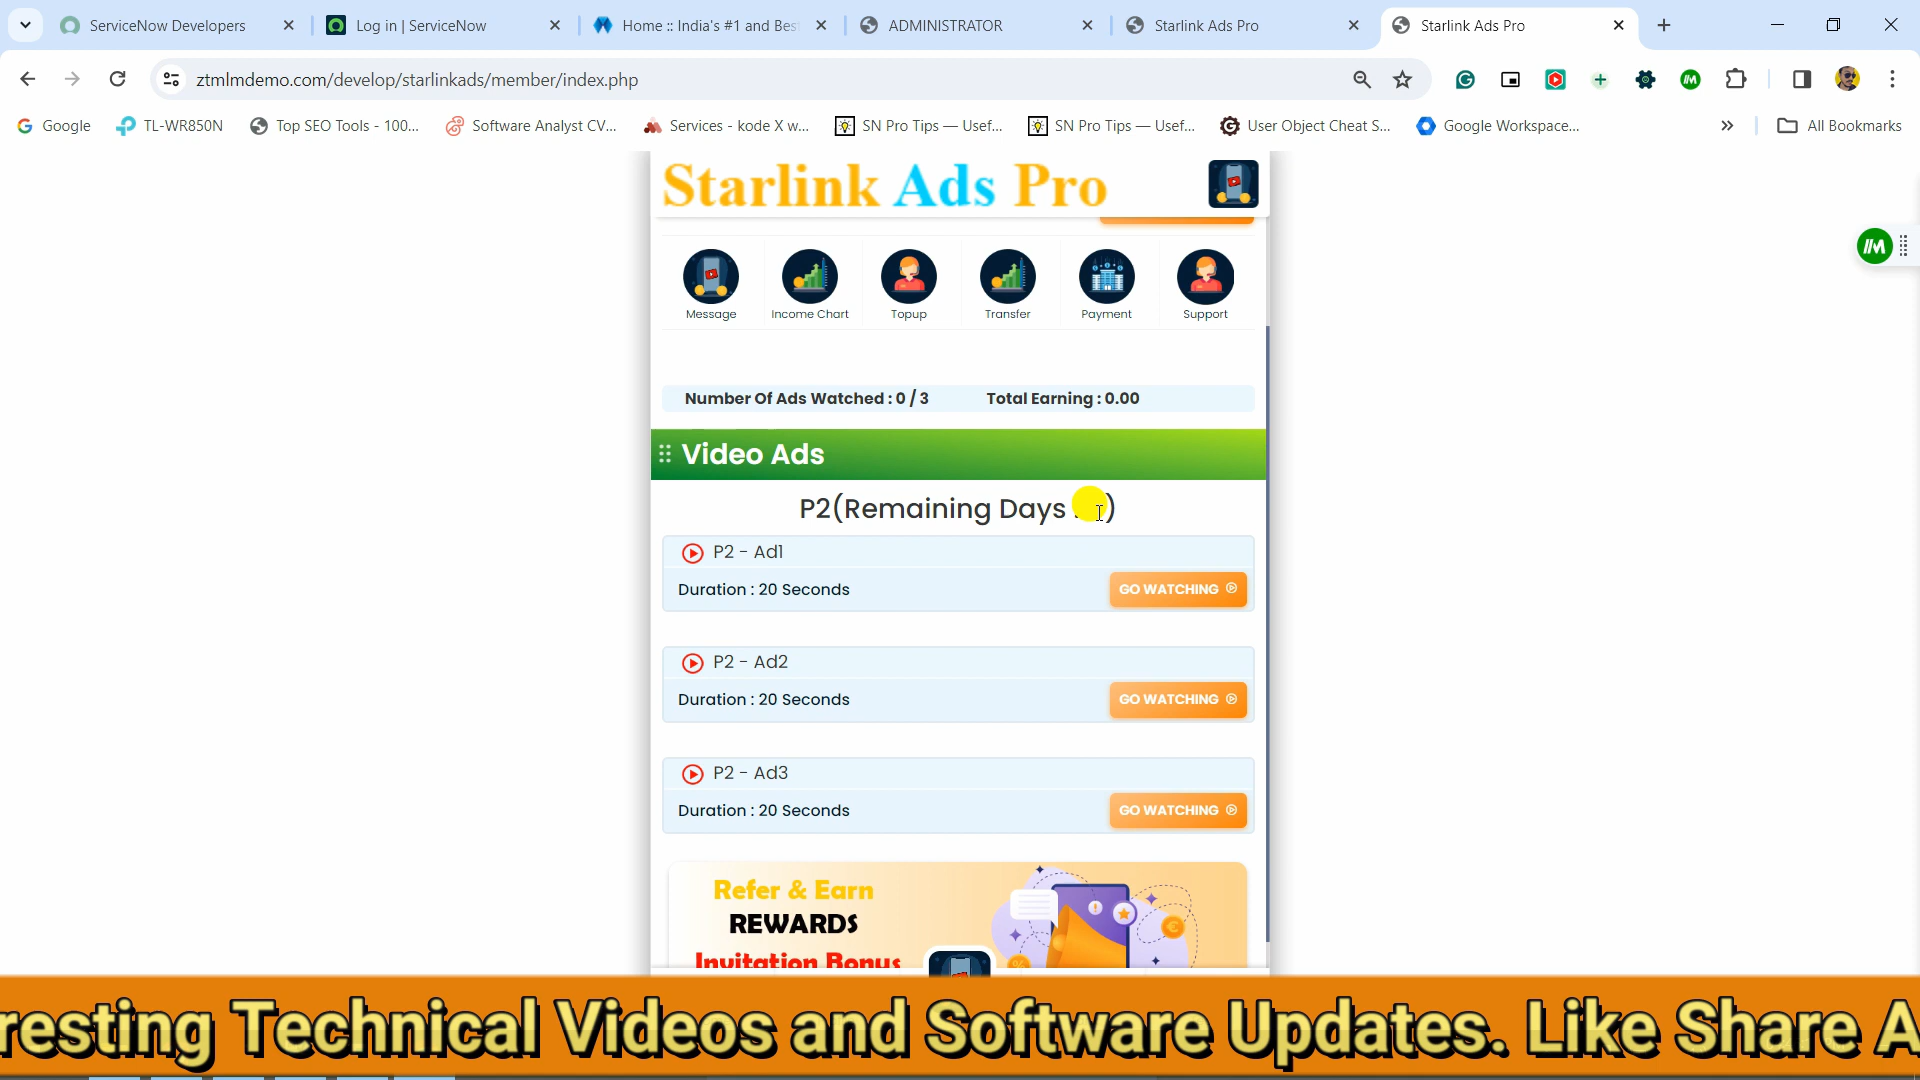 ServiceNow Developers
Log in | ServiceNow
Home :: India's #1 and Bes
ADMINISTRATOR
Starlink Ads Pro
Starlink Ads Pro
ztmlmdemo.com/develop/starlinkads/member/index.php
Google
TL-WR850N
Top SEO Tools - 100...
Software Analyst CV...
Services - kode X w...
SN Pro Tips — Usef...
SN Pro Tips — Usef...
User Object Cheat S...
Google Workspace...
All Bookmarks
Starlink Ads Pro
Message
Income Chart
Topup
Transfer
Payment
Support
Number Of Ads Watched : 0 / 3
Total Earning : 0.00
Video Ads
P2(Remaining Days )
P2 - Ad1
Duration : 20 Seconds
GO WATCHING
P2 - Ad2
Duration : 20 Seconds
GO WATCHING
P2 - Ad3
Duration : 20 Seconds
GO WATCHING
Refer & Earn
REWARDS
Invitation Bonus
resting Technical Videos and Software Updates. Like Share A